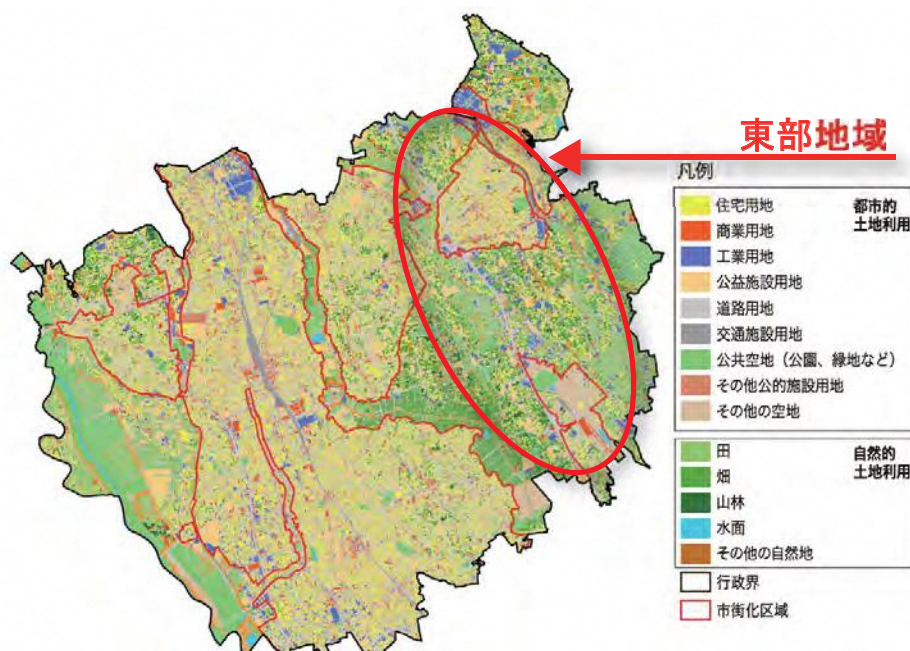 東部地域
凡例
住宅用地
都市的
土地利用
商業用地
工業用地
公益施設用地
道路用地
交通施設用地
公共空地（公園、緑地など）
その他公的施設用地
その他の空地
田
自然的
土地利用
畑
山林
水面
その他の自然地
行政界
市街化区域